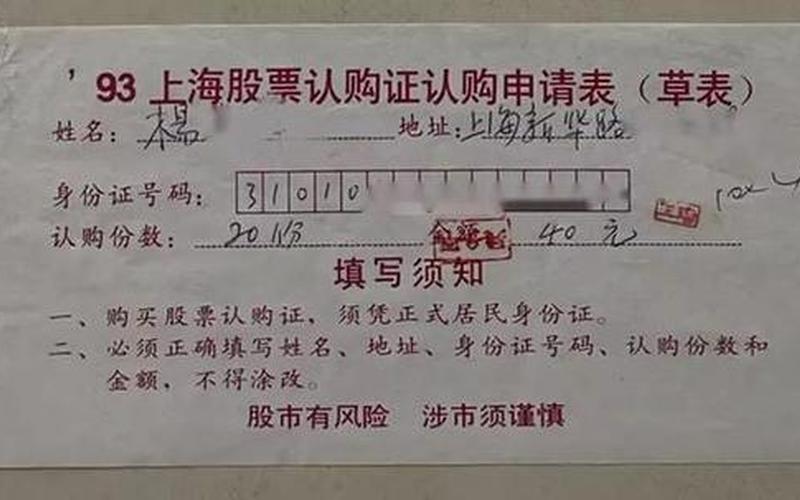 '93上海股票认购证认购申请表（草表）
姓名：杨 地址：上海新华路
身份证号码：31010
认购份数：20份 金额 40元
填写须知
一、购买股票认购证，须凭正式居民身份证。
二、必须正确填写姓名、地址、身份证号码、认购份数和
金额，不得涂改。
股市有风险 涉市须谨慎